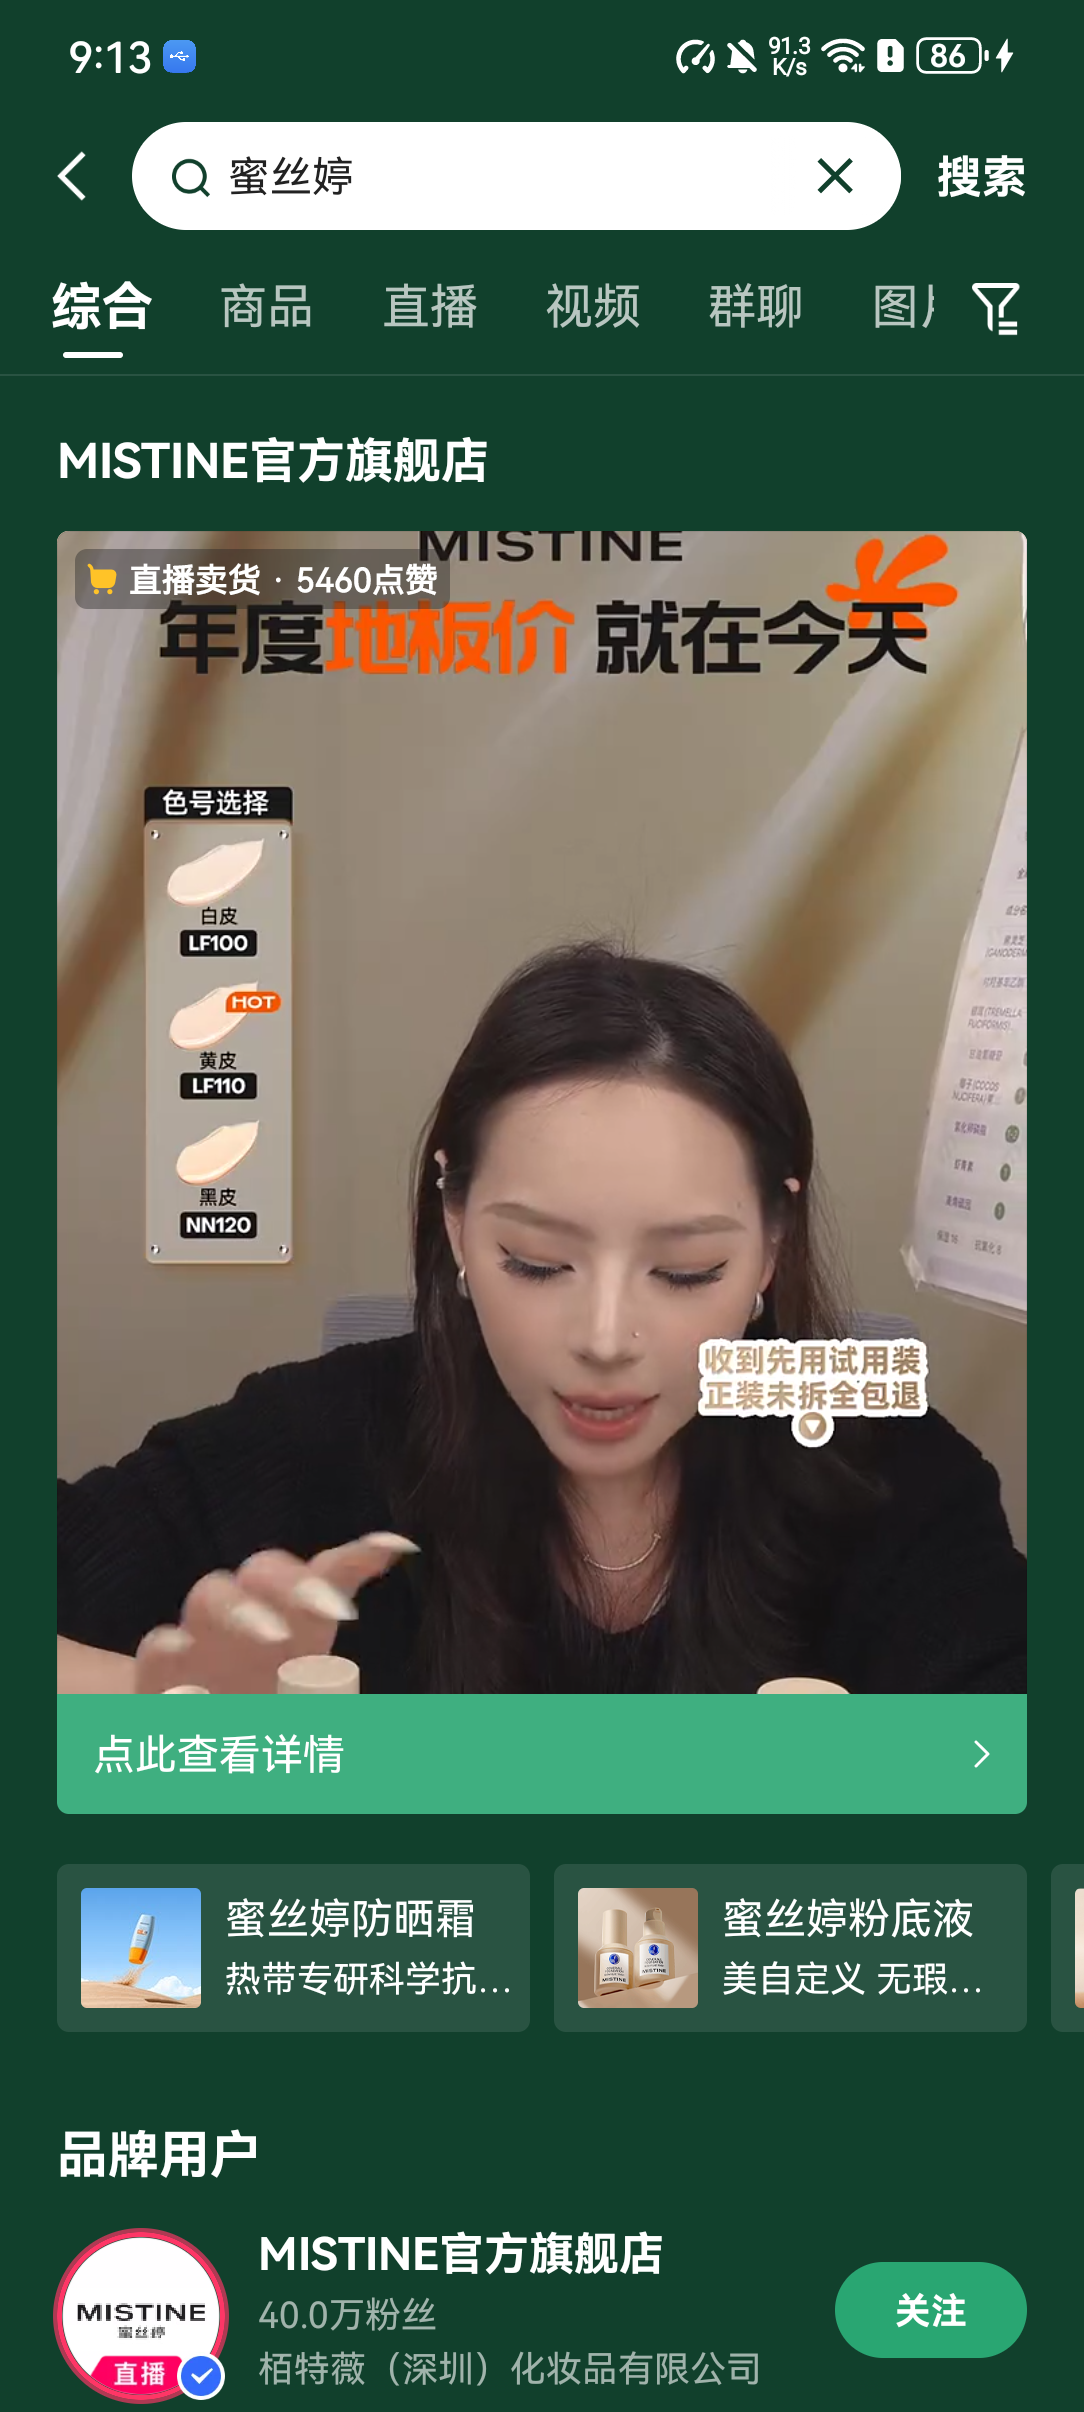 9:13
91.3
K/s
86
蜜丝婷
搜索
综合
商品
直播
视频
群聊
MISTINE官方旗舰店
MISTINE
直播卖货 · 5460点赞
年度地板价 就在今天
色号选择
白皮
LF100
HOT
黄皮
LF110
黑皮
NN120
收到先用试用装
正装未拆全包退
点此查看详情
蜜丝婷防晒霜
热带专研科学抗...
蜜丝婷粉底液
美自定义 无瑕...
MISTINE
MISTINE
品牌用户
MISTINE
蜜丝婷
直播
MISTINE官方旗舰店
40.0万粉丝
栢特薇（深圳）化妆品有限公司
关注